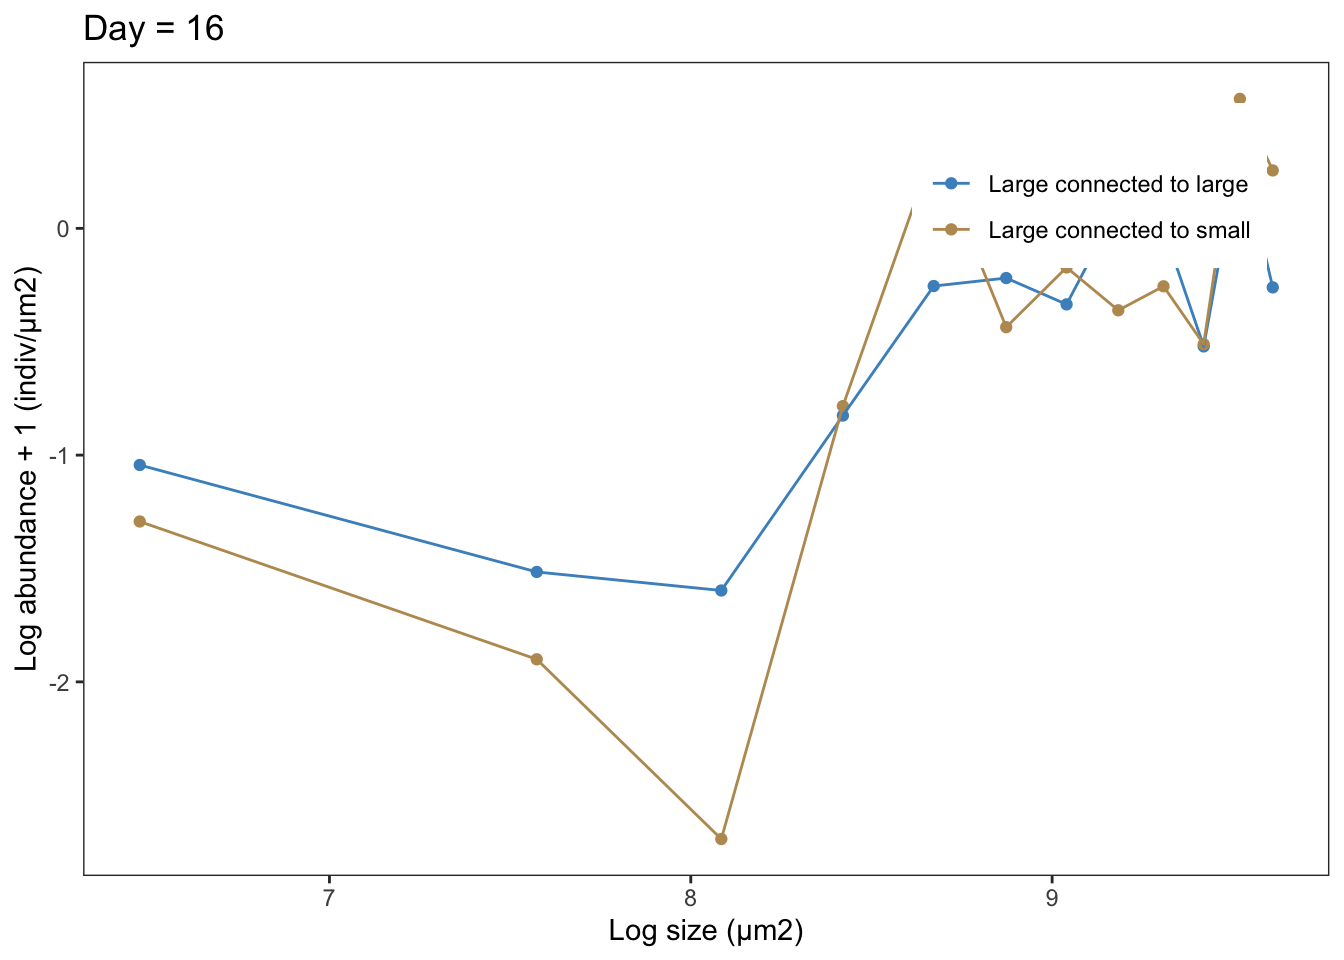 Day = 16
Log abundance + 1 (indiv/µm2)
0
-1
-2
Large connected to large
Large connected to small
7
8
9
Log size (µm2)